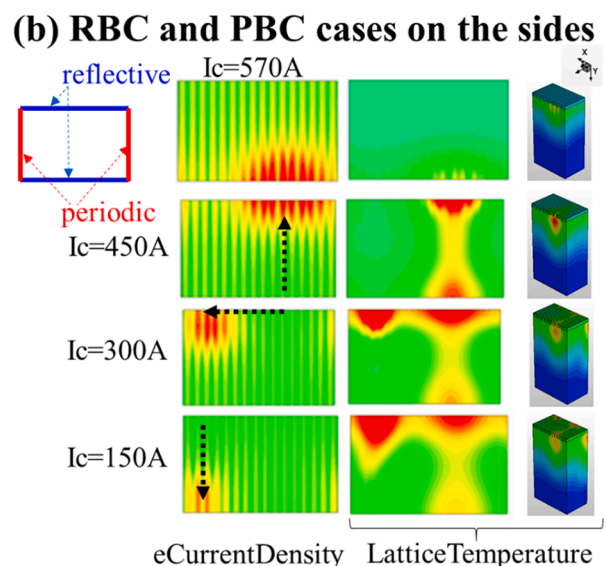 (b) RBC and PBC cases on the sides
reflective
Ic=570A
X
Y
periodic
Ic=450A
Ic=300A
Ic=150A
eCurrentDensity
LatticeTemperature